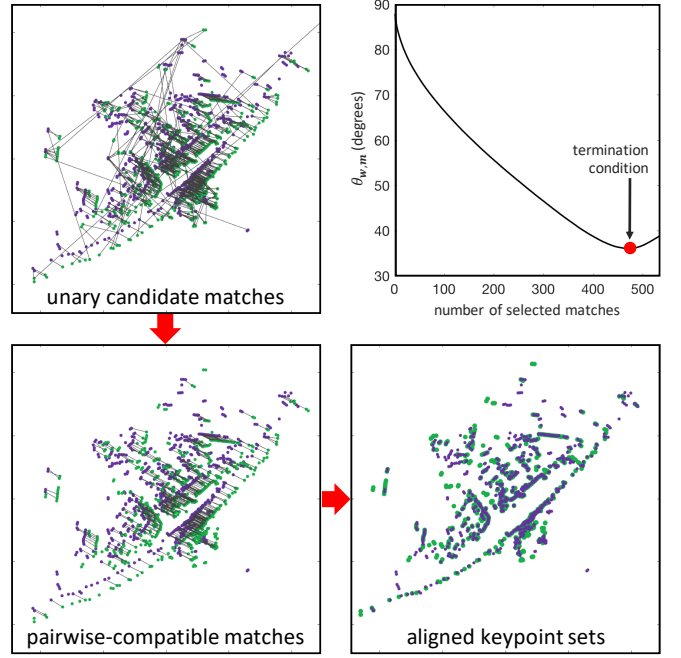 unary candidate matches
90
80
70
60
50
40
30
θw,m (degrees)
termination
condition
0 100 200 300 400 500
number of selected matches
pairwise-compatible matches
aligned keypoint sets